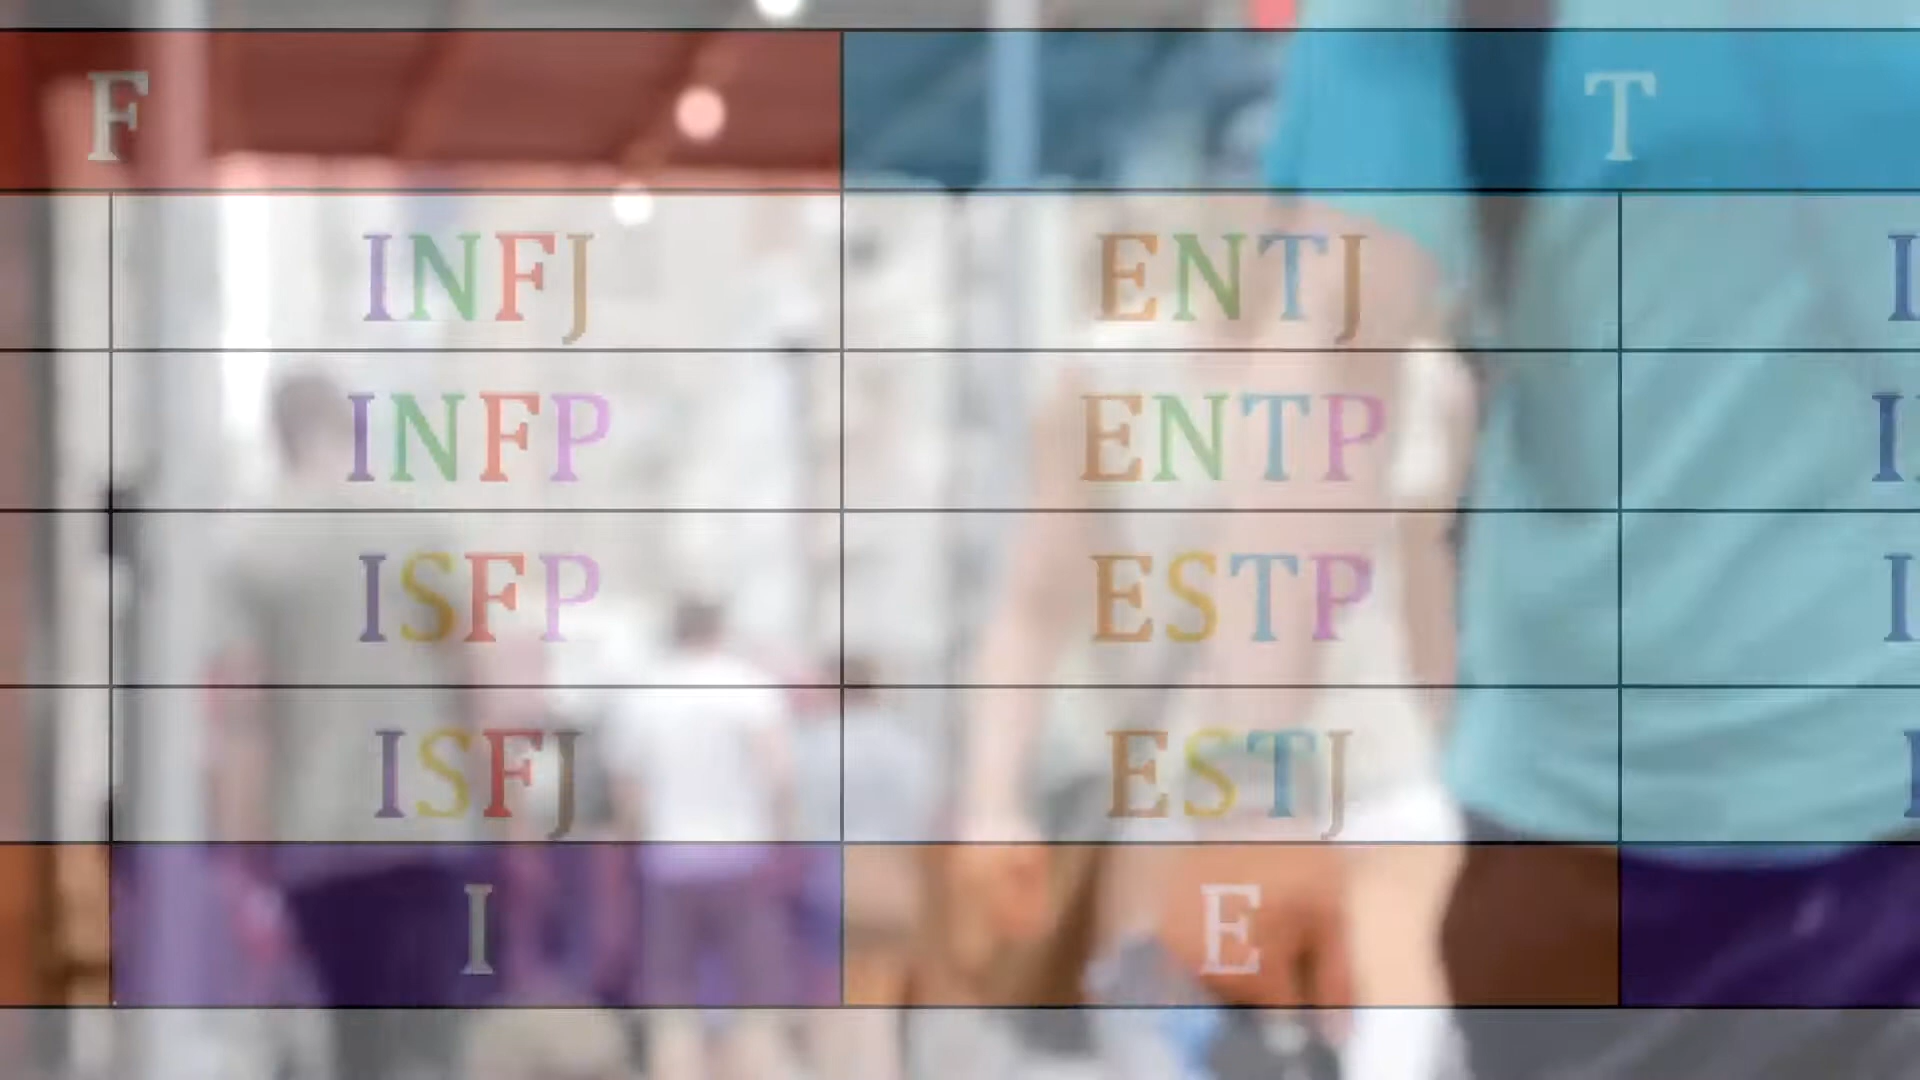 F T
INFJ ENTJ I
INFP ENTP I
ISFP ESTP I
ISFJ ESTJ
I E